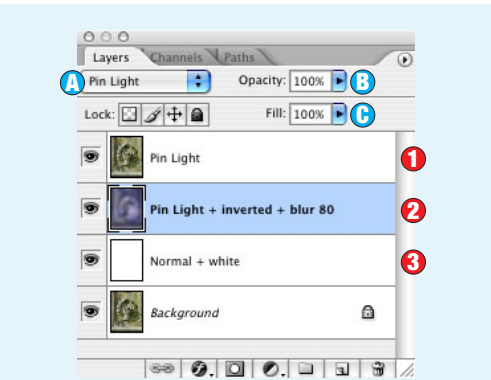 Layers Channels Paths
A Pin Light Opacity: 100% B
Lock: Fill: 100% C
Pin Light 1
Pin Light + inverted + blur 80 2
Normal + white 3
Background